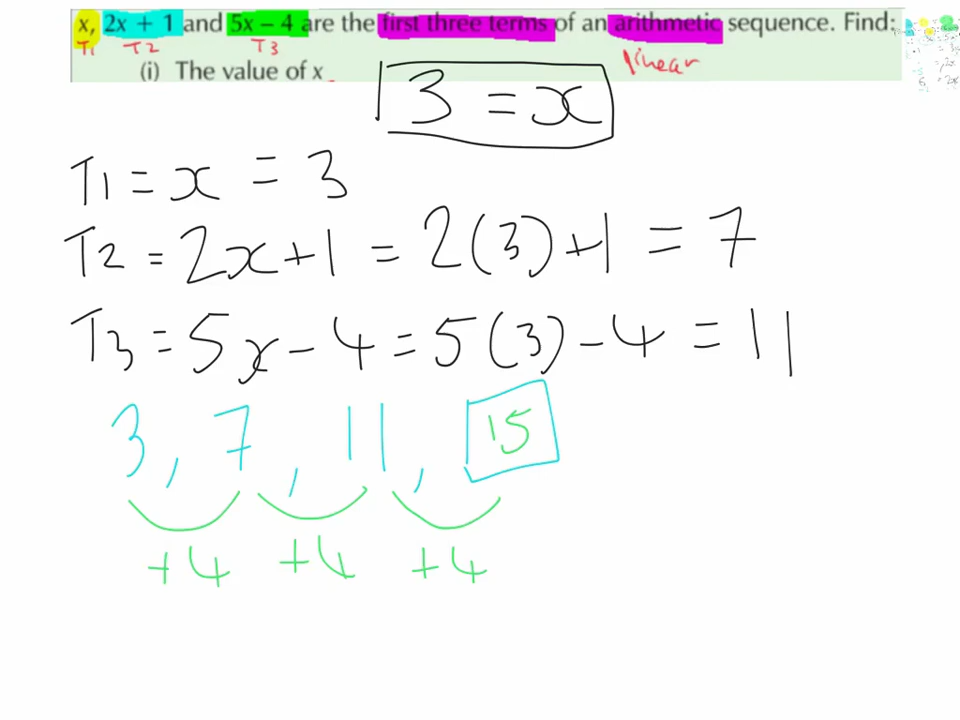 x, 2x + 1 and 5x − 4 are the first three terms of an arithmetic sequence. Find:
T1 T2 T3
linear
(i) The value of x
3 = x
T1 = x = 3
T2 = 2x+1 = 2(3)+1 = 7
T3 = 5x − 4 = 5(3) − 4 = 11
3, 7, 11, 15
+4 +4 +4